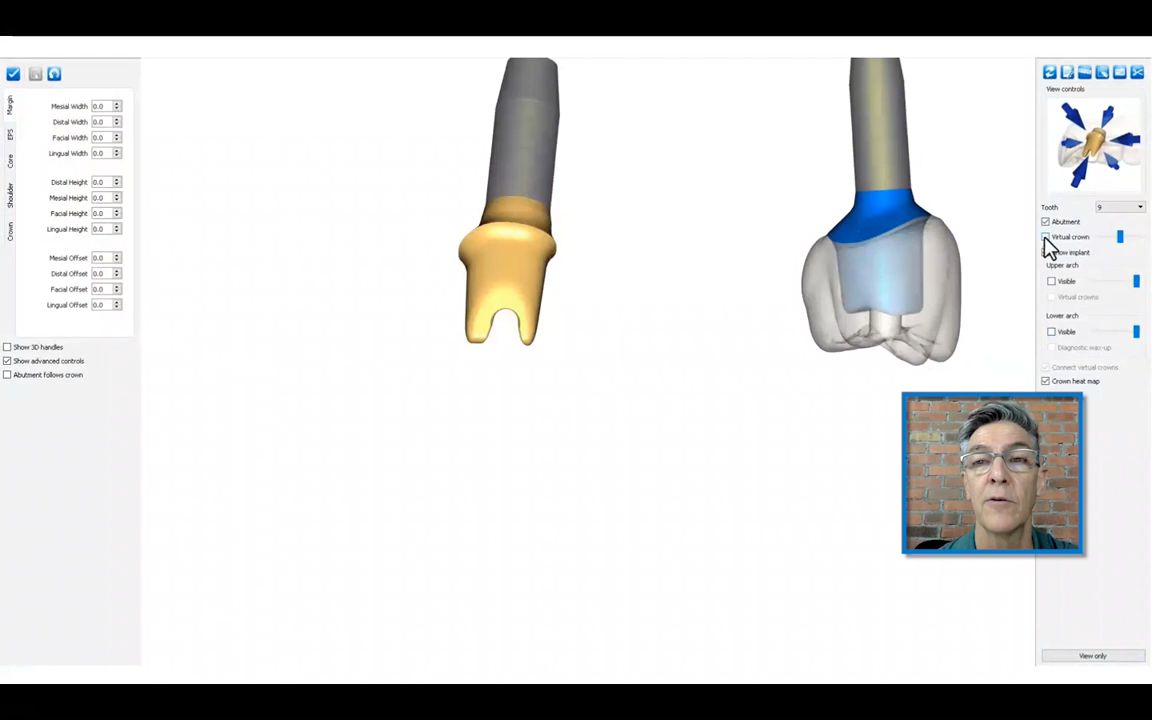 Margin
EPS
Core
Shoulder
Crown
Mesial Width 0.0
Distal Width 0.0
Facial Width 0.0
Lingual Width 0.0
Distal Height 0.0
Mesial Height 0.0
Facial Height 0.0
Lingual Height 0.0
Mesial Offset 0.0
Distal Offset 0.0
Facial Offset 0.0
Lingual Offset 0.0
Show 3D handles
Show advanced controls
Abutment follows crown
View controls
Tooth 9
Abutment
Virtual crown
implant
Upper arch
Visible
Virtual crowns
Lower arch
Visible
Diagnostic wax-up
Connect virtual crowns
Crown heat map
View only